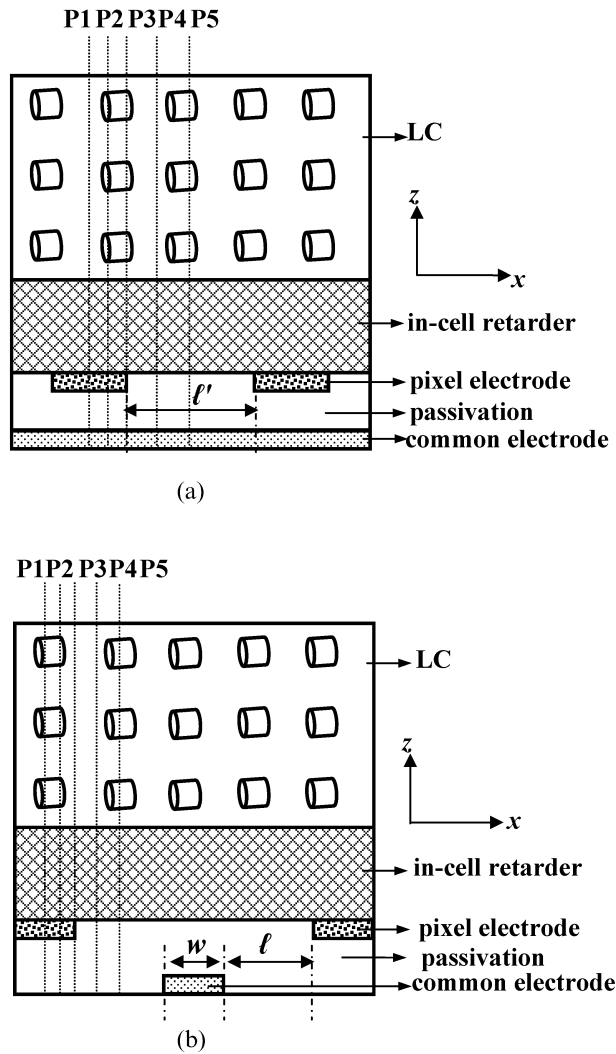 P1 P2 P3 P4 P5
LC
z
x
in-cell retarder
pixel electrode
ℓ'
passivation
common electrode
(a)
P1 P2 P3 P4 P5
LC
z
x
in-cell retarder
pixel electrode
w ℓ
passivation
common electrode
(b)